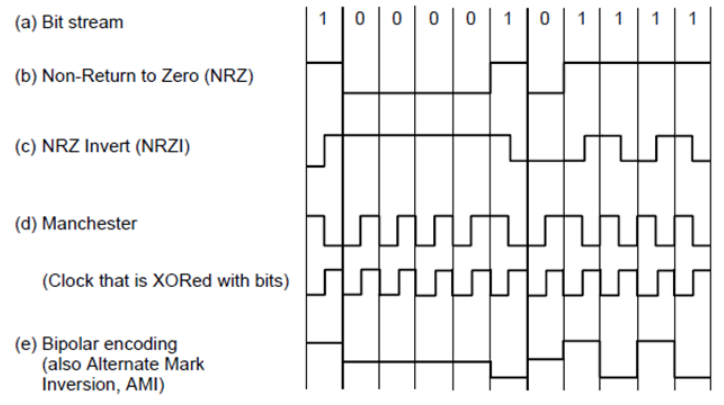 (a) Bit stream 1 0 0 0 0 1 0 1 1 1 1
(b) Non-Return to Zero (NRZ)
(c) NRZ Invert (NRZI)
(d) Manchester
(Clock that is XORed with bits)
(e) Bipolar encoding
(also Alternate Mark
Inversion, AMI)